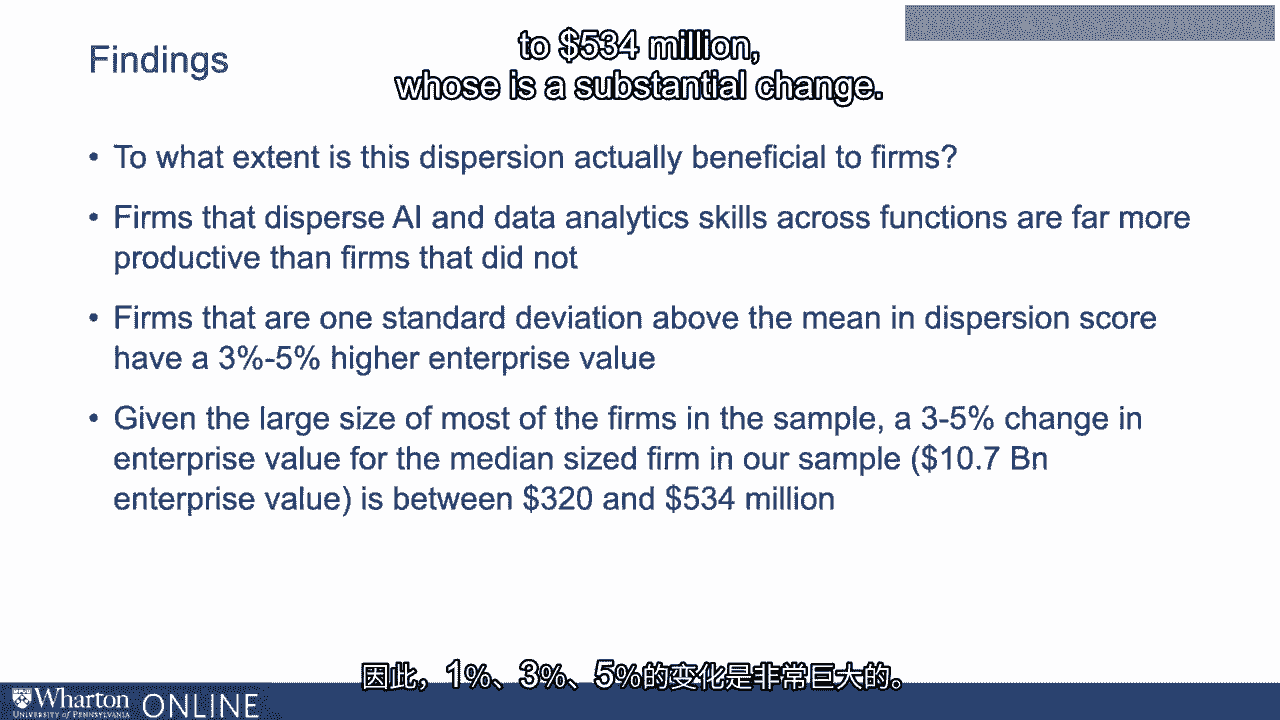 to $534 million,
whose is a substantial change.
Findings
• To what extent is this dispersion actually beneficial to firms?
• Firms that disperse AI and data analytics skills across functions are far more
productive than firms that did not
• Firms that are one standard deviation above the mean in dispersion score
have a 3%-5% higher enterprise value
• Given the large size of most of the firms in the sample, a 3-5% change in
enterprise value for the median sized firm in our sample ($10.7 Bn
enterprise value) is between $320 and $534 million
因此，1%、3%、5%的变化是非常巨大的。
Wharton ONLINE
UNIVERSITY of PENNSYLVANIA